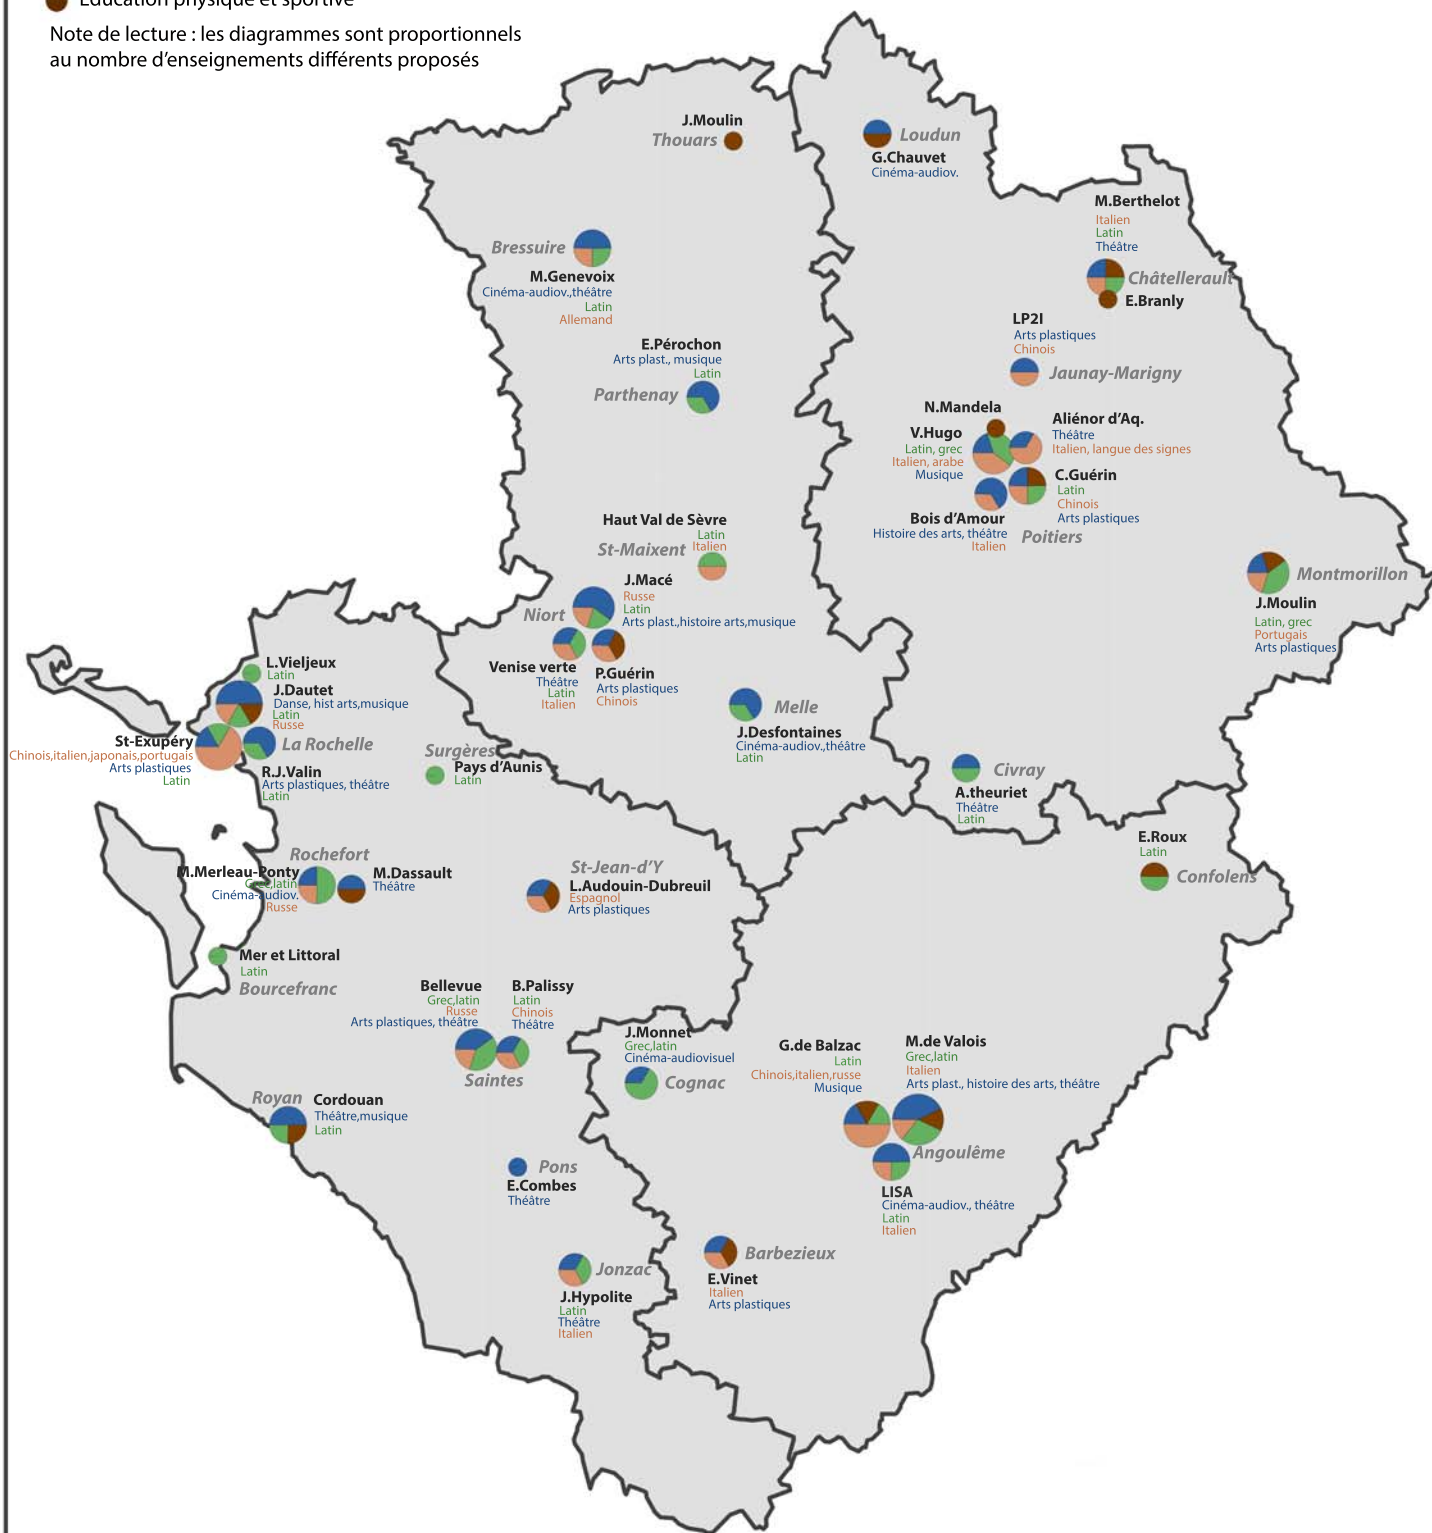 Education physique et sportive
Note de lecture : les diagrammes sont proportionnels
au nombre d'enseignements différents proposés
J.Moulin
Thouars
Loudun
G.Chauvet
Cinéma-audiov.
M.Berthelot
Italien
Latin
Théâtre
Châtellerault
E.Branly
Bressuire
M.Genevoix
Cinéma-audiov.,théâtre
Latin
Allemand
LP2I
Arts plastiques
Chinois
Jaunay-Marigny
E.Pérochon
Arts plast., musique
Latin
Parthenay
N.Mandela
V.Hugo
Latin, grec
Italien, arabe
Musique
Aliénor d'Aq.
Théâtre
Italien, langue des signes
C.Guérin
Latin
Chinois
Arts plastiques
Bois d'Amour
Histoire des arts, théâtre
Italien
Poitiers
Haut Val de Sèvre
Latin
Italien
St-Maixent
Montmorillon
J.Moulin
Latin, grec
Portugais
Arts plastiques
J.Macé
Russe
Latin
Arts plast.,histoire arts,musique
Niort
Venise verte
Théâtre
Latin
Italien
P.Guérin
Arts plastiques
Chinois
L.Vieljeux
Latin
J.Dautet
Danse, hist arts,musique
Latin
Russe
St-Exupéry
Chinois,italien,japonais,portugais
Arts plastiques
Latin
La Rochelle
R.J.Valin
Arts plastiques, théâtre
Latin
Surgères
Pays d'Aunis
Latin
Melle
J.Desfontaines
Cinéma-audiov.,théâtre
Latin
Civray
A.theuriet
Théâtre
Latin
E.Roux
Latin
Confolens
Rochefort
M.Merleau-Ponty
Grec,latin
Cinéma-audiov.
Russe
M.Dassault
Théâtre
St-Jean-d'Y
L.Audouin-Dubreuil
Espagnol
Arts plastiques
Mer et Littoral
Latin
Bourcefranc
Bellevue
Grec,latin
Russe
Arts plastiques, théâtre
B.Palissy
Latin
Chinois
Théâtre
Saintes
J.Monnet
Grec,latin
Cinéma-audiovisuel
Cognac
G.de Balzac
Latin
Chinois,italien,russe
Musique
M.de Valois
Grec,latin
Italien
Arts plast., histoire des arts, théâtre
Angoulême
LISA
Cinéma-audiov., théâtre
Latin
Italien
Royan
Cordouan
Théâtre,musique
Latin
Pons
E.Combes
Théâtre
Jonzac
J.Hypolite
Latin
Théâtre
Italien
Barbezieux
E.Vinet
Italien
Arts plastiques